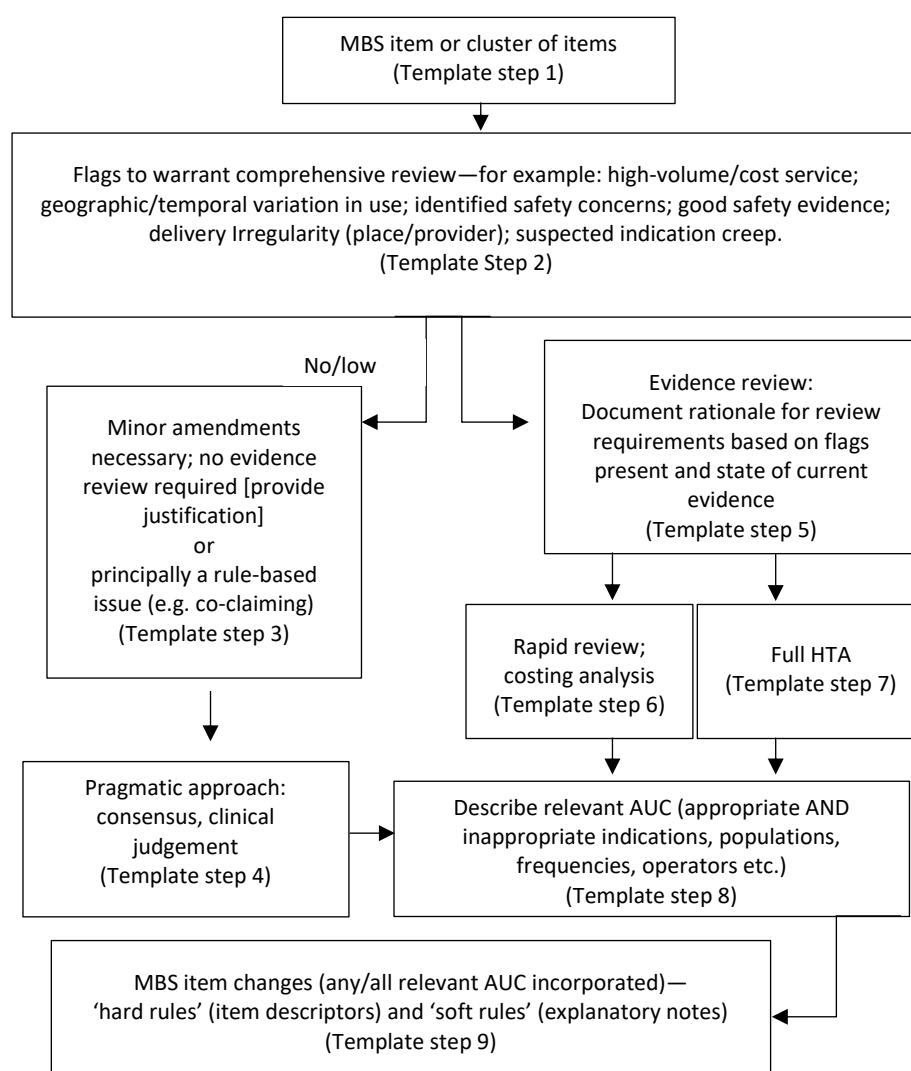 MBS item or cluster of items
(Template step 1)
Flags to warrant comprehensive review—for example: high-volume/cost service;
geographic/temporal variation in use; identified safety concerns; good safety evidence;
delivery Irregularity (place/provider); suspected indication creep.
(Template Step 2)
No/low
Minor amendments
necessary; no evidence
review required [provide
justification]
or
principally a rule-based
issue (e.g. co-claiming)
(Template step 3)
Evidence review:
Document rationale for review
requirements based on flags
present and state of current
evidence
(Template step 5)
Rapid review;
costing analysis
(Template step 6)
Full HTA
(Template step 7)
Pragmatic approach:
consensus, clinical
judgement
(Template step 4)
Describe relevant AUC (appropriate AND
inappropriate indications, populations,
frequencies, operators etc.)
(Template step 8)
MBS item changes (any/all relevant AUC incorporated)—
‘hard rules’ (item descriptors) and ‘soft rules’ (explanatory notes)
(Template step 9)